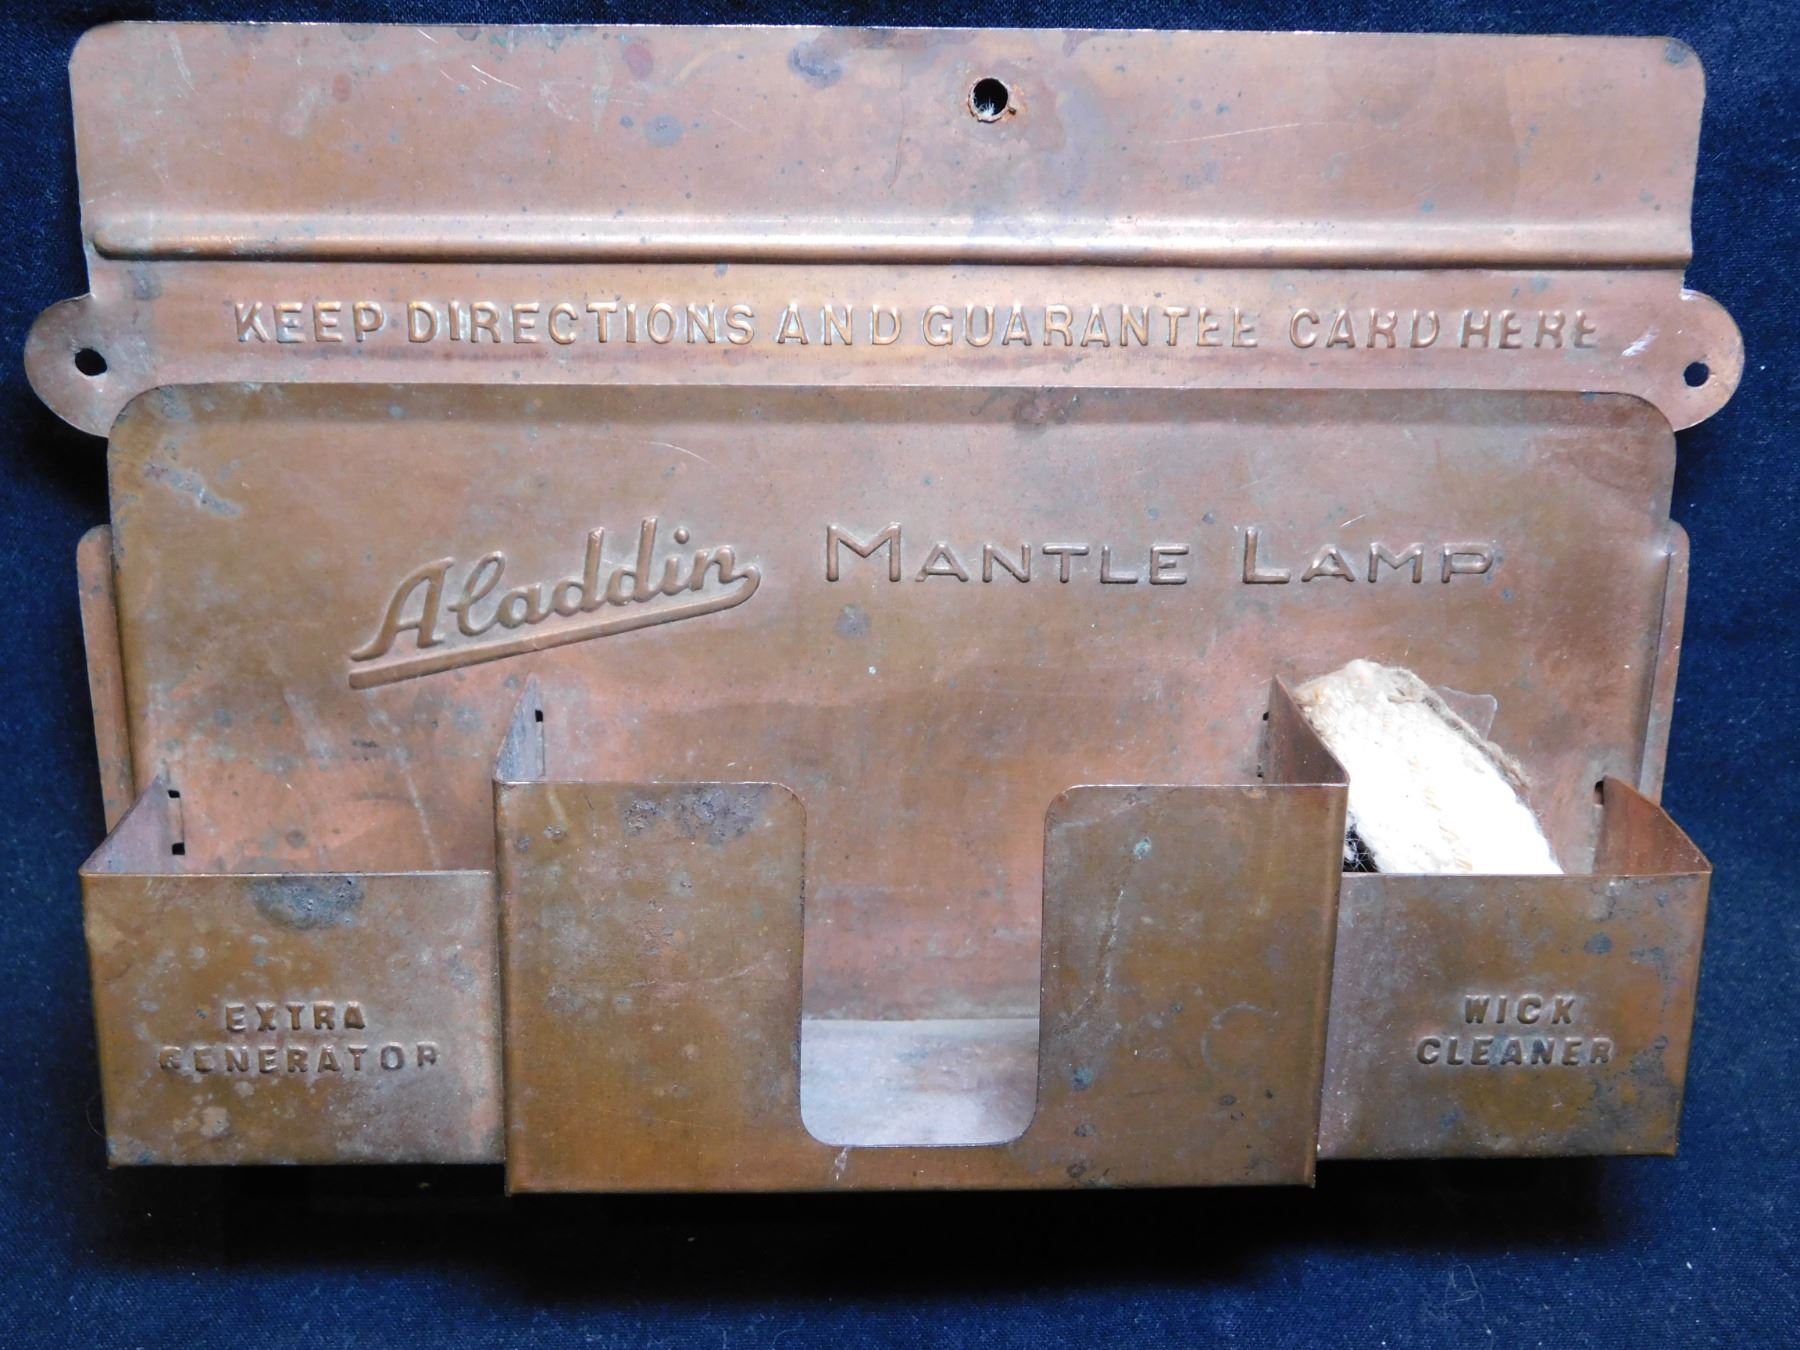 KEEP DIRECTIONS AND GUARANTEE CARD HERE
Aladdin MANTLE LAMP
EXTRA
GENERATOR
WICK
CLEANER